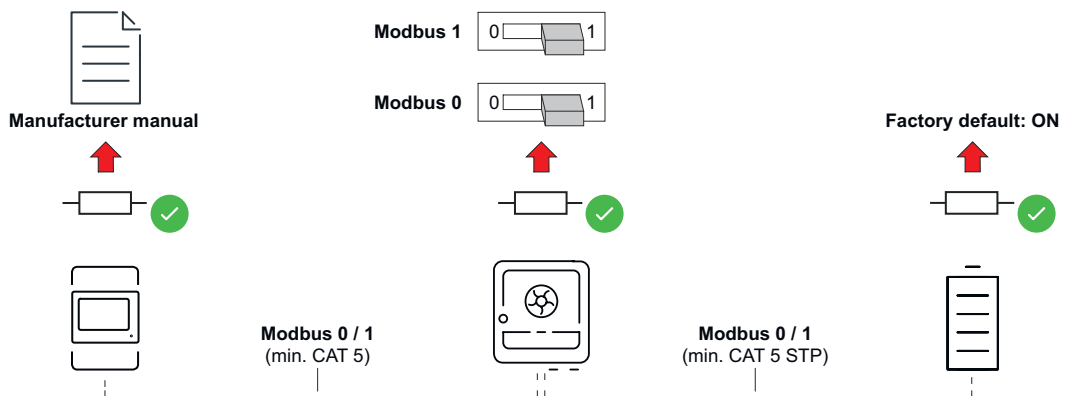 Modbus 1 0 1
Modbus 0 0 1
Manufacturer manual
Factory default: ON
Modbus 0 / 1
(min. CAT 5)
Modbus 0 / 1
(min. CAT 5 STP)